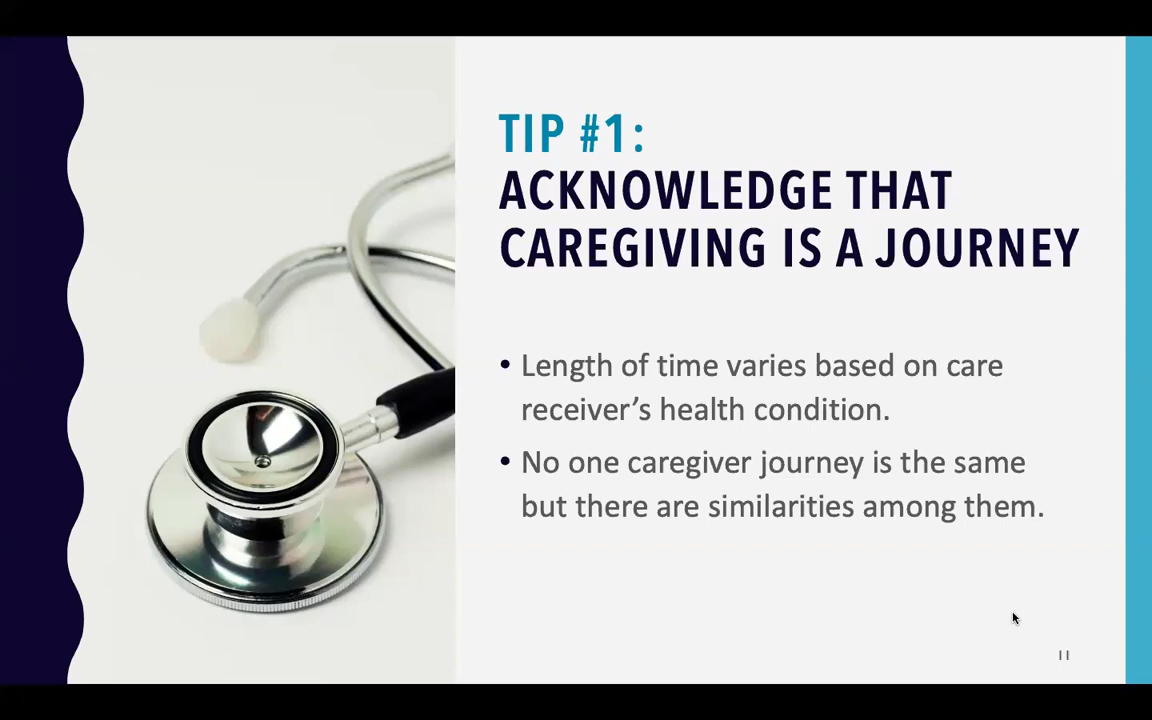 TIP #1:
ACKNOWLEDGE THAT
CAREGIVING IS A JOURNEY
• Length of time varies based on care
receiver’s health condition.
• No one caregiver journey is the same
but there are similarities among them.
11